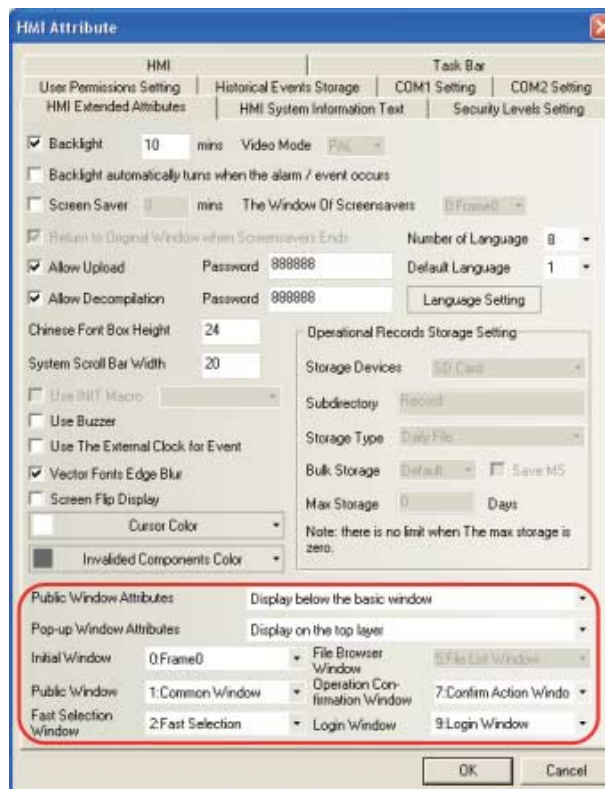 HMI Attribute
HMI Task Bar
User Permissions Setting Historical Events Storage COM1 Setting COM2 Setting
HMI Extended Attributes HMI System Information Text Security Levels Setting
Backlight 10 mins Video Mode PAL
Backlight automatically turns when the alarm / event occurs
Screen Saver 0 mins The Window Of Screensavers 0:Frame0
Return to Original Window when Screensavers Ends Number of Language 8
Allow Upload Password 888888 Default Language 1
Allow Decompilation Password 888888 Language Setting
Chinese Font Box Height 24 Operational Records Storage Setting
System Scroll Bar Width 20 Storage Devices SD Card
Use INIT Macro Subdirectory Record
Use Buzzer
Use The External Clock for Event Storage Type Daily File
Vector Fonts Edge Blur Bulk Storage Default Save MS
Screen Flip Display Max Storage 0 Days
Cursor Color Note: there is no limit when The max storage is
zero.
Invalided Components Color
Public Window Attributes Display below the basic window
Pop-up Window Attributes Display on the top layer
Initial Window 0:Frame0 File Browser
Window 5:File List Window
Public Window 1:Common Window Operation Con-
firmation Window 7:Confirm Action Windo
Fast Selection
Window 2:Fast Selection Login Window 9:Login Window
OK Cancel